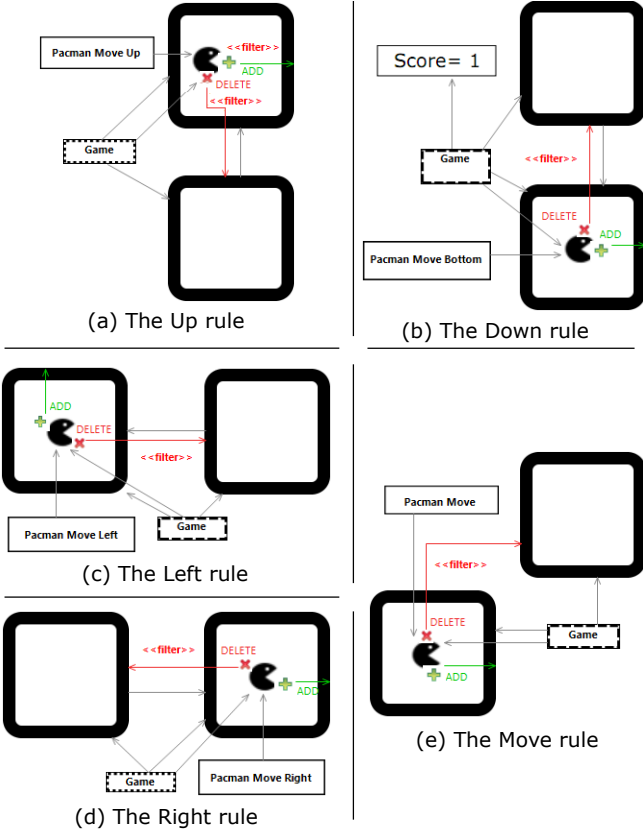 Pacman Move Up
<<filter>>
ADD
DELETE
<<filter>>
Game
(a) The Up rule
Score= 1
Game
<<filter>>
DELETE
ADD
Pacman Move Bottom
(b) The Down rule
ADD
DELETE
<<filter>>
Pacman Move Left
Game
(c) The Left rule
<<filter>>
DELETE
ADD
Game
Pacman Move Right
(d) The Right rule
Pacman Move
<<filter>>
DELETE
Game
ADD
(e) The Move rule